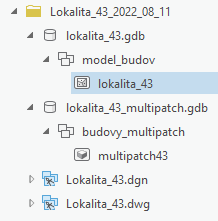 Lokalita_43_2022_08_11
lokalita_43.gdb
model_budov
lokalita_43
lokalita_43_multipatch.gdb
budovy_multipatch
multipatch43
Lokalita_43.dgn
Lokalita_43.dwg